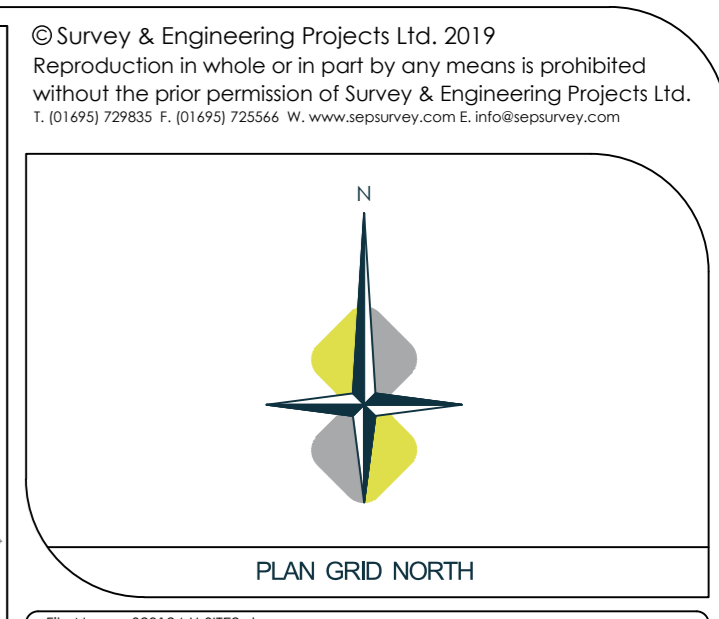 © Survey & Engineering Projects Ltd. 2019
Reproduction in whole or in part by any means is prohibited
without the prior permission of Survey & Engineering Projects Ltd.
T. (01695) 729835 F. (01695) 725566 W. www.sepsurvey.com E. info@sepsurvey.com
N
PLAN GRID NORTH